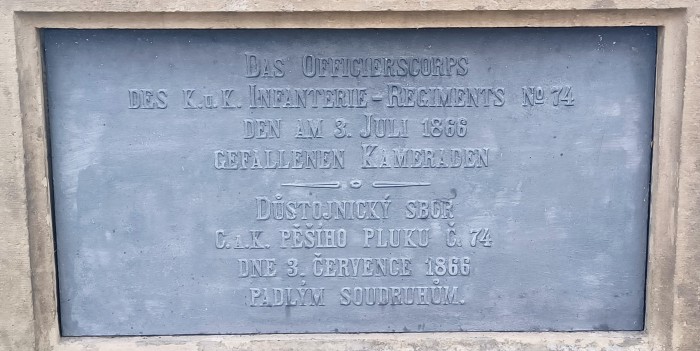 Das Officierscorps
des k.u.k. Infanterie-Regiments No 74
den am 3. Juli 1866
gefallenen Kameraden
Důstojnický sbor
c.i.k. pěšího pluku č. 74
dne 3. července 1866
padlým soudruhům.